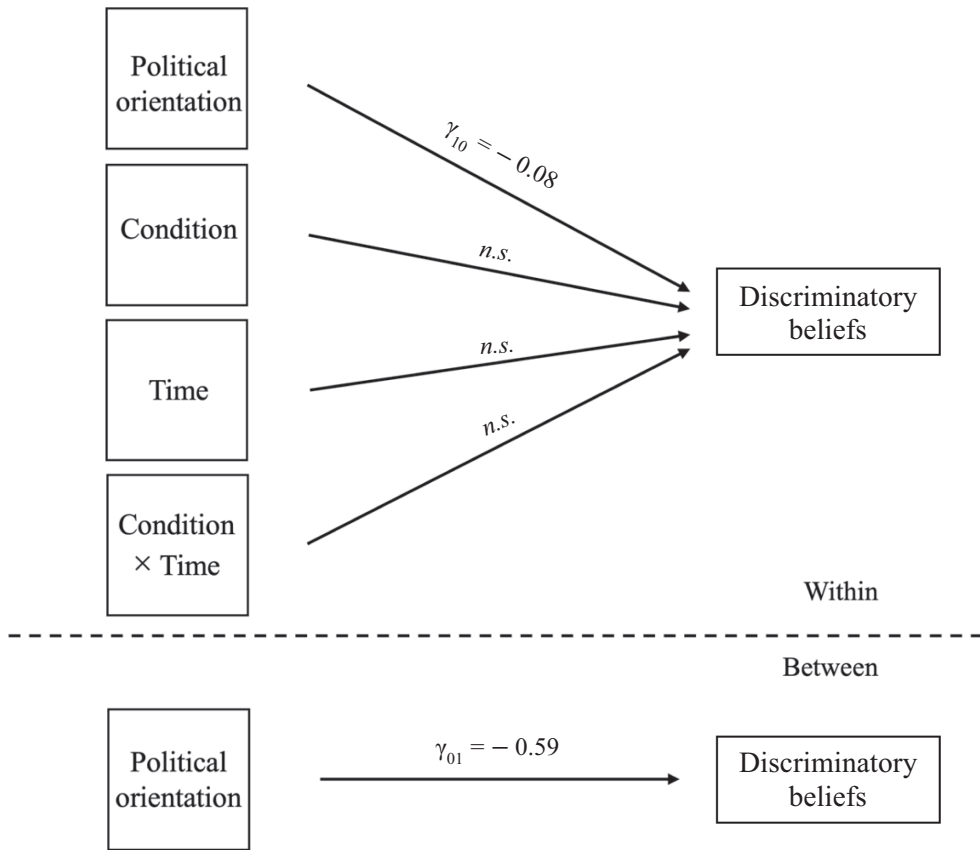 Political
orientation
γ10 = − 0.08
Condition
n.s.
Discriminatory
beliefs
Time
n.s.
n.s.
Condition
× Time
Within
Between
Political
orientation
γ01 = − 0.59
Discriminatory
beliefs